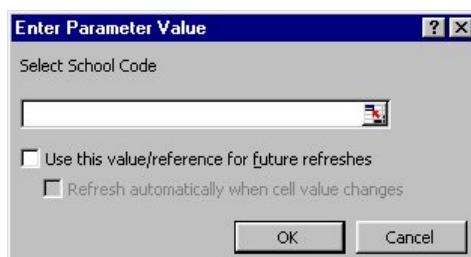 Enter Parameter Value
Select School Code
Use this value/reference for future refreshes
Refresh automatically when cell value changes
OK Cancel